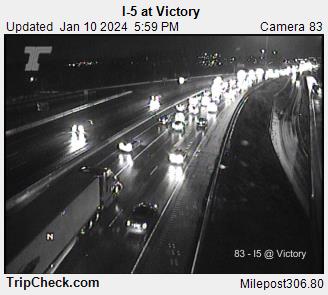 I-5 at Victory
Updated Jan 10 2024 5:59 PM Camera 83
T
N
83 - I5 @ Victory
TripCheck.com Milepost306.80